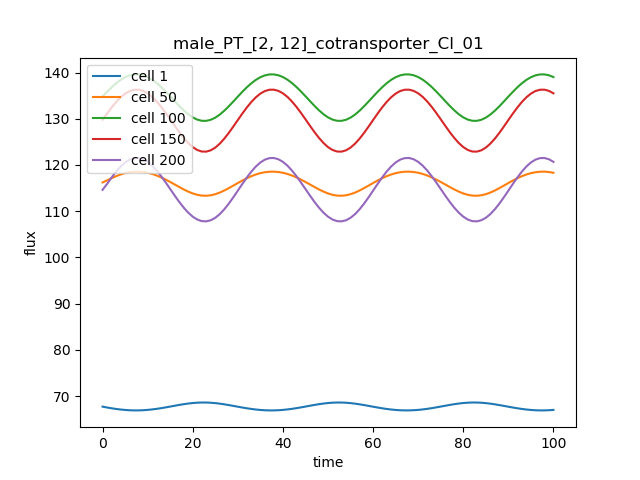 male_PT_[2, 12]_cotransporter_Cl_01
140
130
120
110
100
90
80
70
flux
cell 1
cell 50
cell 100
cell 150
cell 200
0 20 40 60 80 100
time